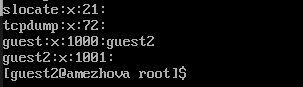 slocate:x:21:
tcpdump:x:72:
guest:x:1000:guest2
guest2:x:1001:
[guest2@amezhova root]$